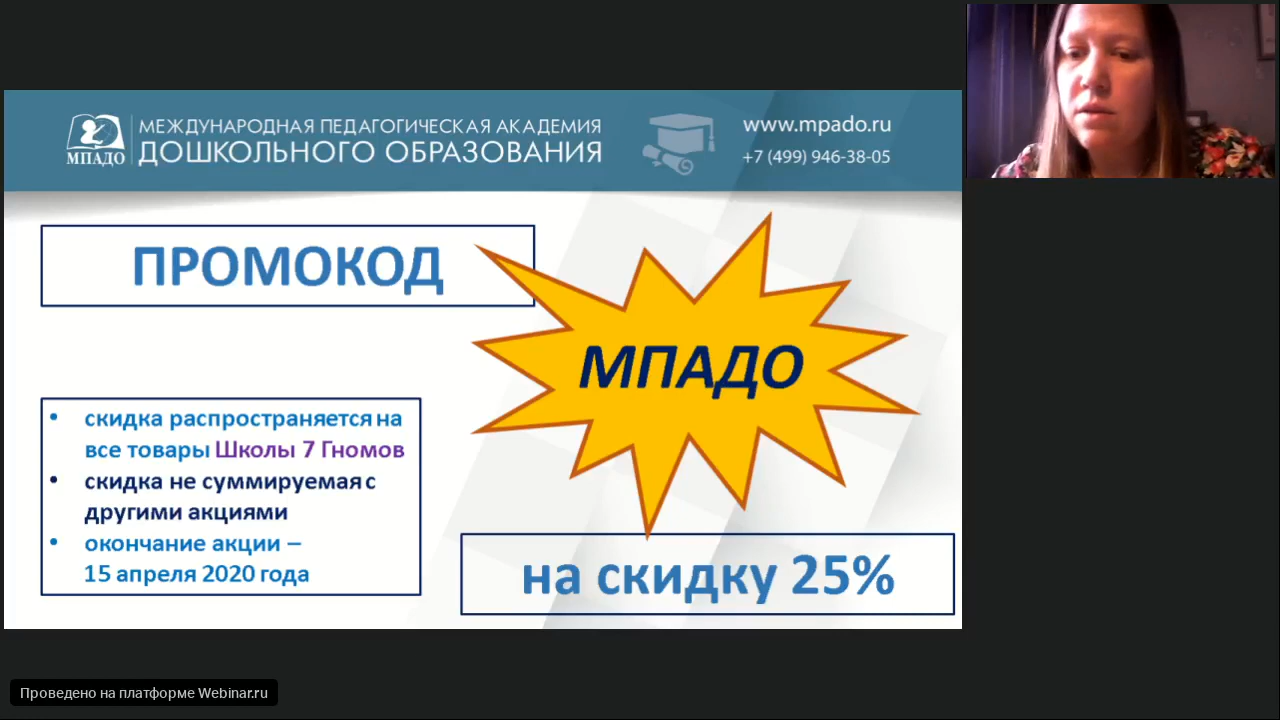 МПАДО
МЕЖДУНАРОДНАЯ ПЕДАГОГИЧЕСКАЯ АКАДЕМИЯ
ДОШКОЛЬНОГО ОБРАЗОВАНИЯ
www.mpado.ru
+7 (499) 946-38-05
ПРОМОКОД
МПАДО
• скидка распространяется на
все товары Школы 7 Гномов
• скидка не суммируемая с
другими акциями
• окончание акции –
15 апреля 2020 года
на скидку 25%
Проведено на платформе Webinar.ru